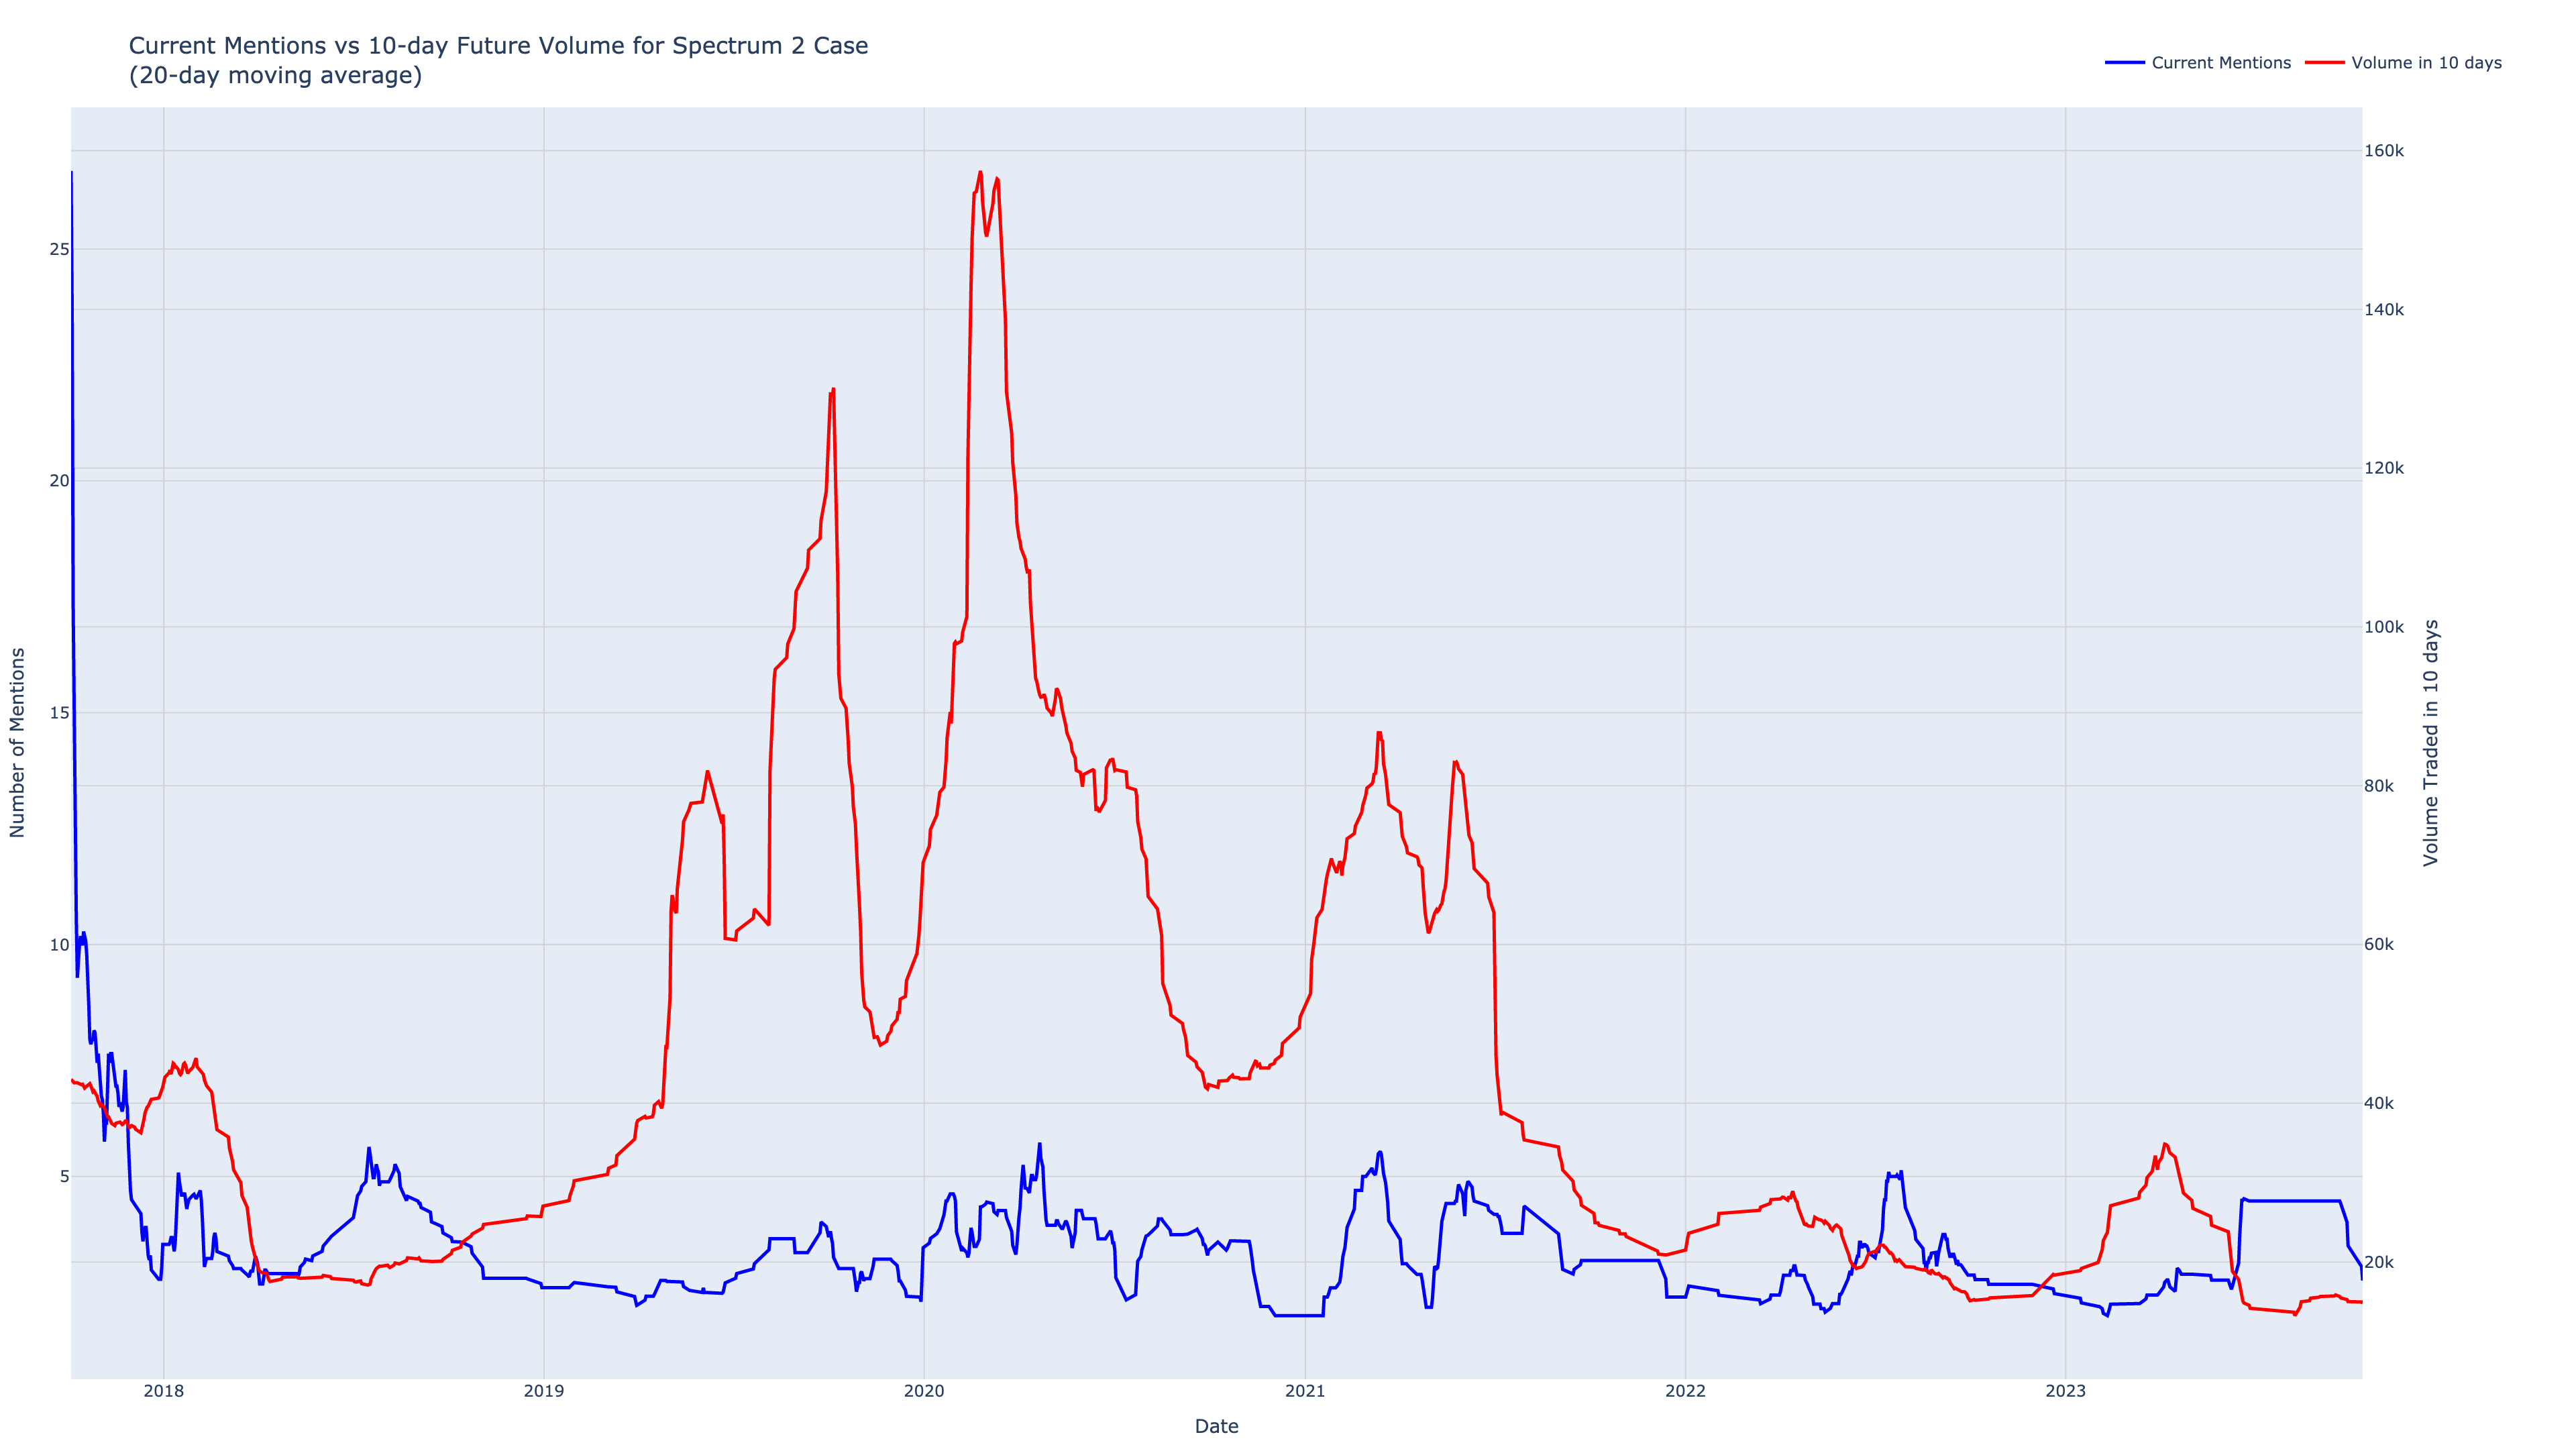 Current Mentions vs 10-day Future Volume for Spectrum 2 Case
(20-day moving average)
Current Mentions
Volume in 10 days
25
20
15
10
5
Number of Mentions
160k
140k
120k
100k
80k
60k
40k
20k
Volume Traded in 10 days
2018
2019
2020
2021
2022
2023
Date